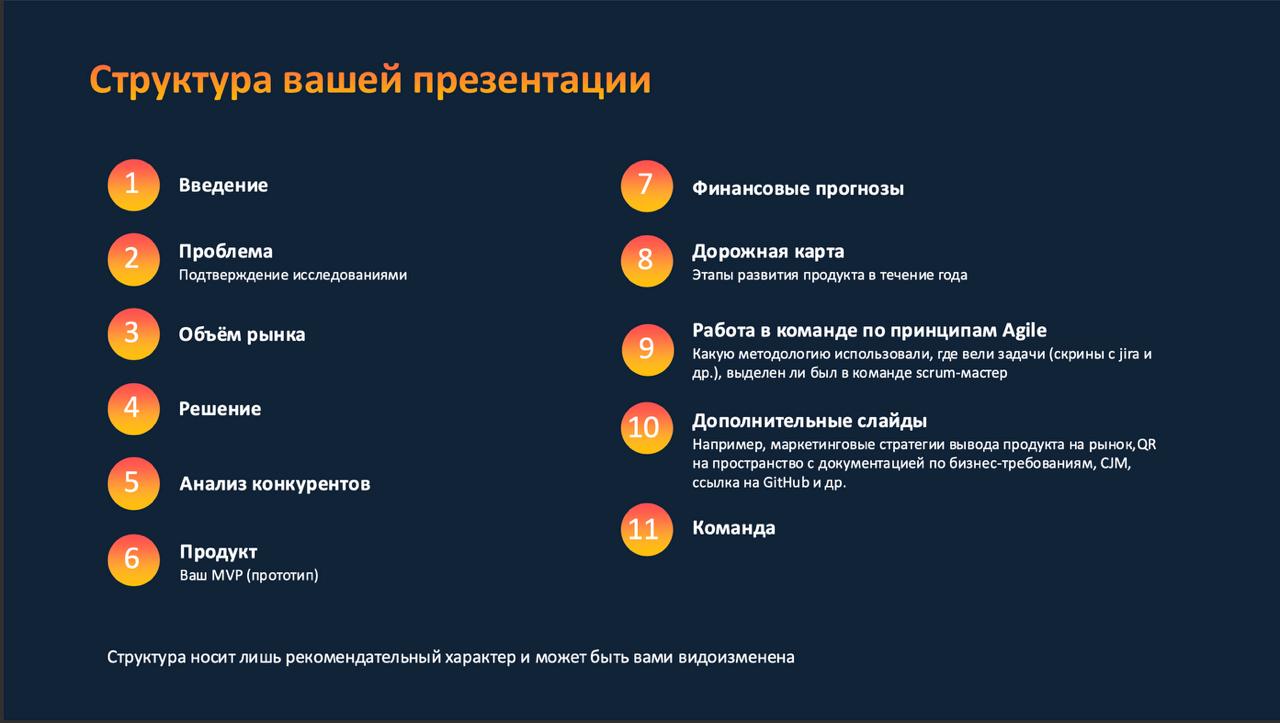 Структура вашей презентации
1
Введение
2
Проблема
Подтверждение исследованиями
3
Объём рынка
4
Решение
5
Анализ конкурентов
6
Продукт
Ваш MVP (прототип)
7
Финансовые прогнозы
8
Дорожная карта
Этапы развития продукта в течение года
9
Работа в команде по принципам Agile
Какую методологию использовали, где вели задачи (скрины с jira и
др.), выделен ли был в команде scrum-мастер
10
Дополнительные слайды
Например, маркетинговые стратегии вывода продукта на рынок,QR
на пространство с документацией по бизнес-требованиям, CJM,
ссылка на GitHub и др.
11
Команда
Структура носит лишь рекомендательный характер и может быть вами видоизменена